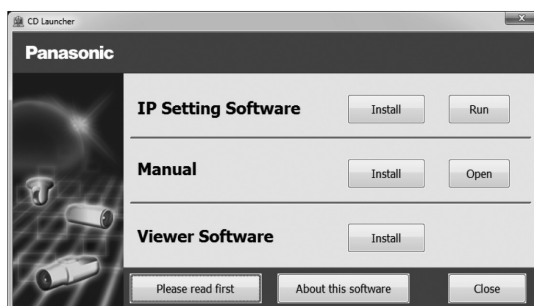 CD Launcher
Panasonic
IP Setting Software Install Run
Manual Install Open
Viewer Software Install
Please read first About this software Close